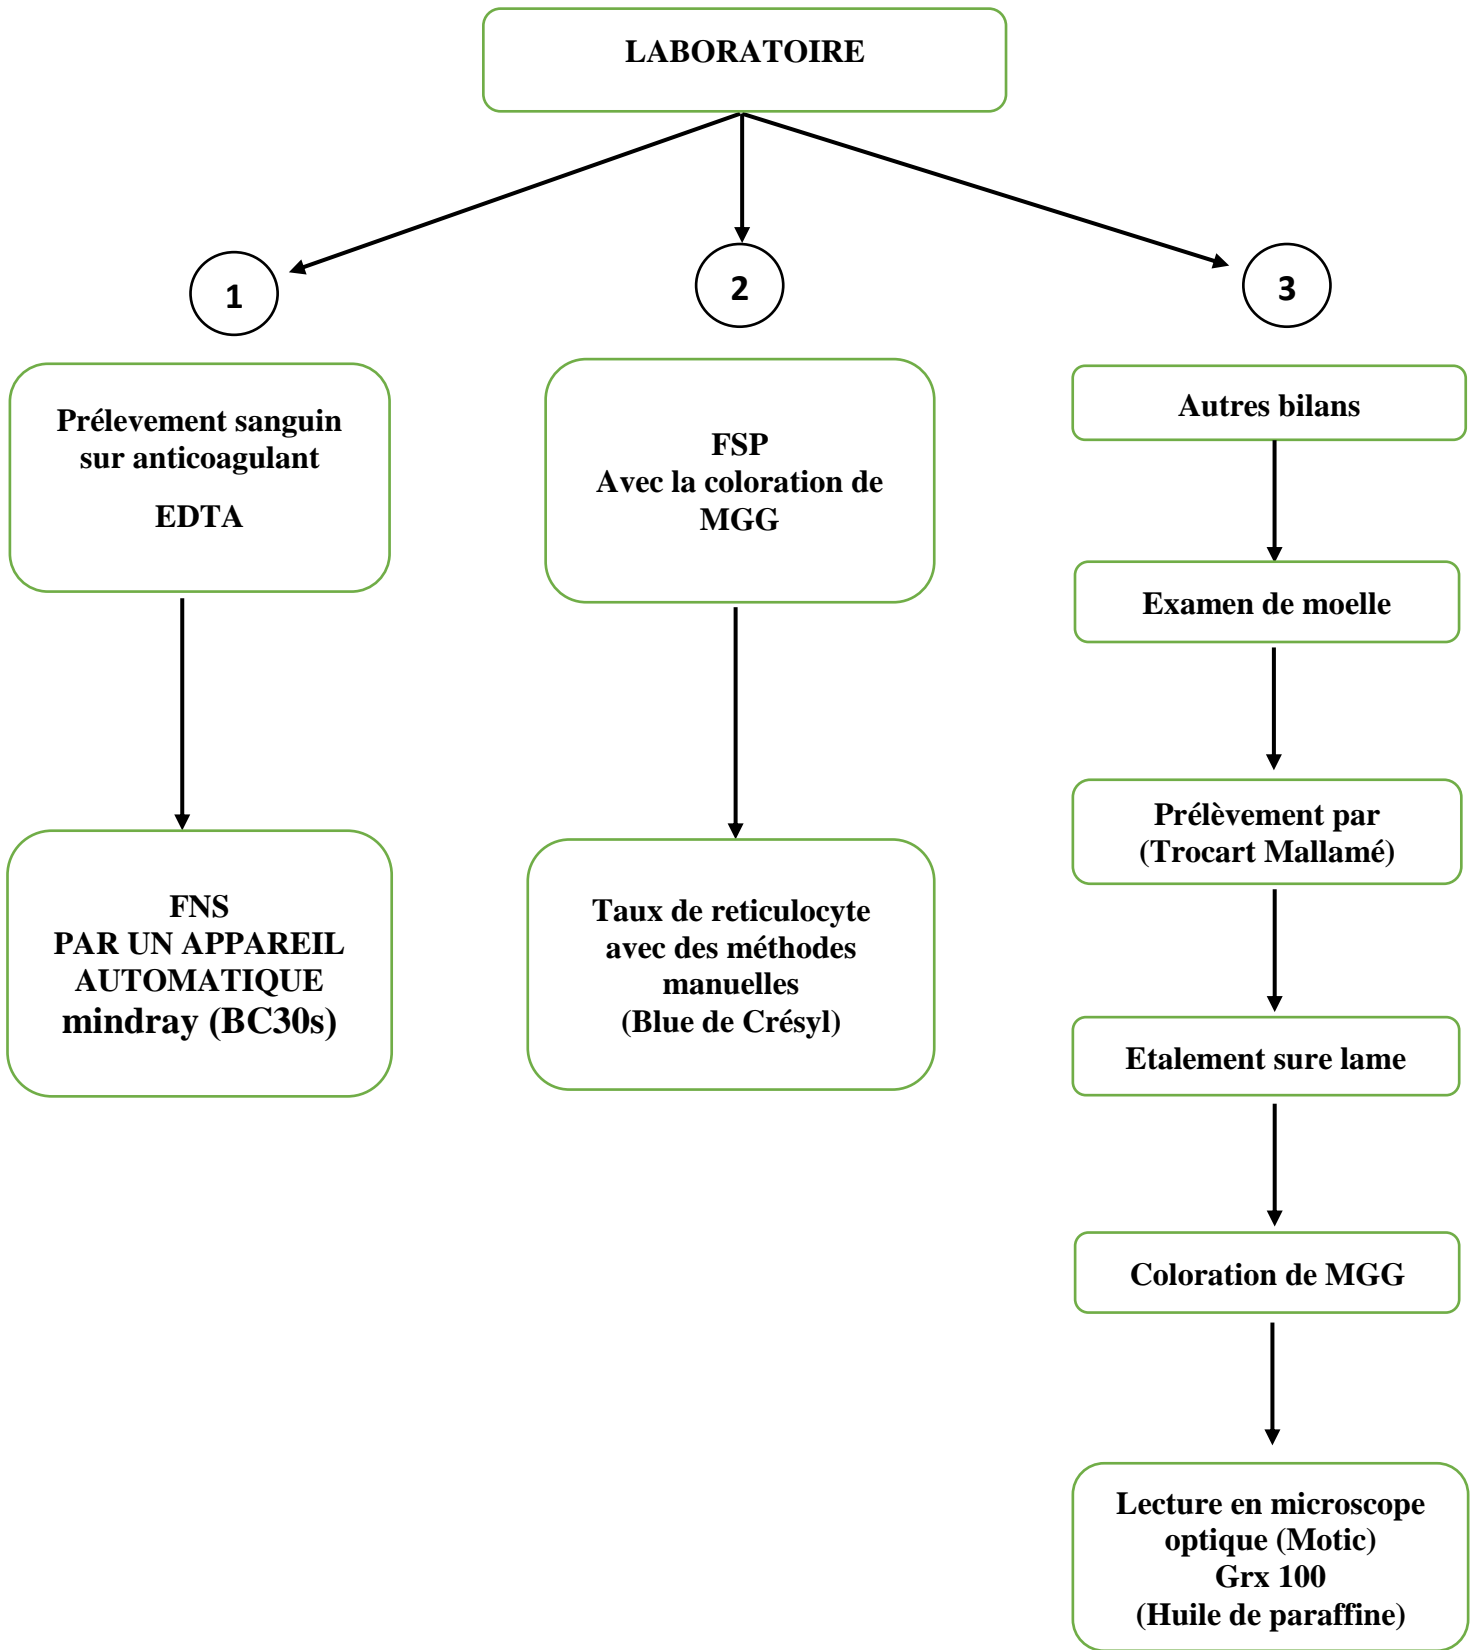 LABORATOIRE
1
2
3
Prélevement sanguin
sur anticoagulant
EDTA
FNS
PAR UN APPAREIL
AUTOMATIQUE
mindray (BC30s)
FSP
Avec la coloration de
MGG
Taux de reticulocyte
avec des méthodes
manuelles
(Blue de Crésyl)
Autres bilans
Examen de moelle
Prélèvement par
(Trocart Mallamé)
Etalement sure lame
Coloration de MGG
Lecture en microscope
optique (Motic)
Grx 100
(Huile de paraffine)